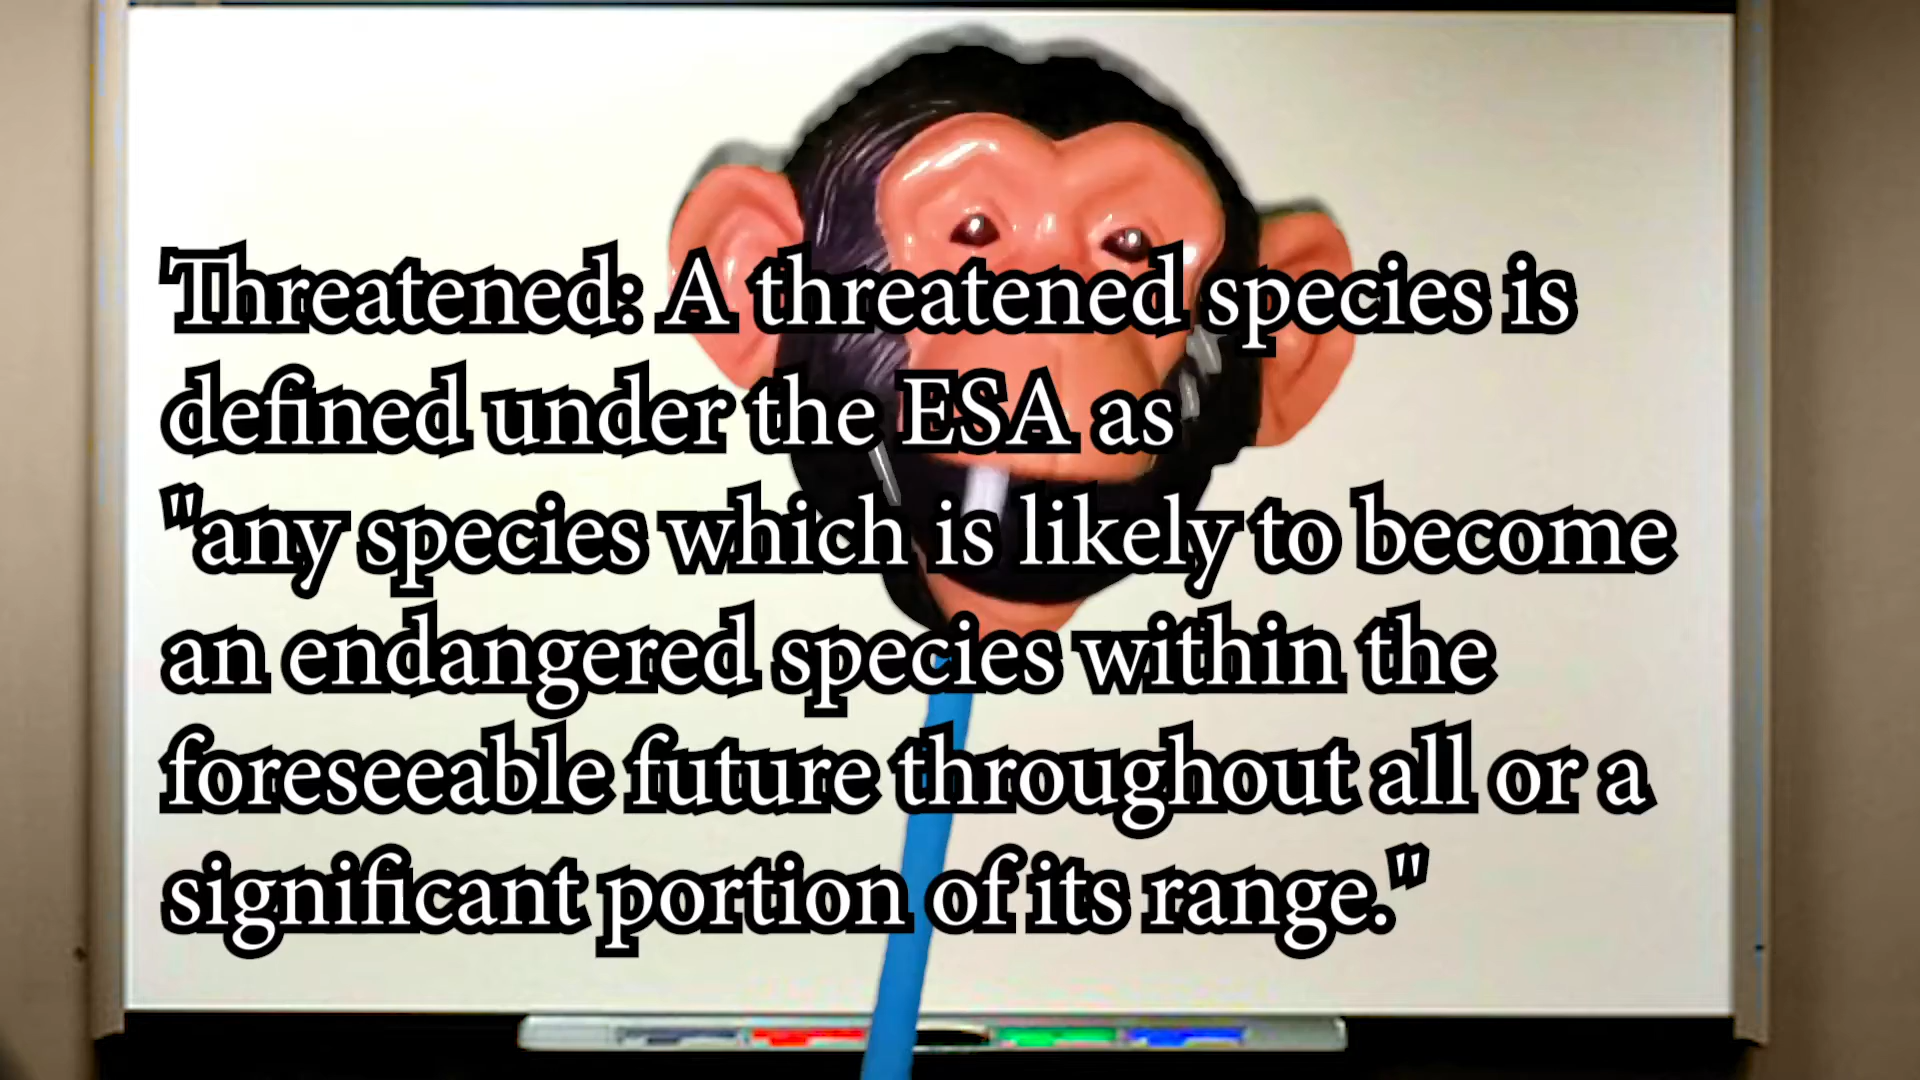 Threatened: A threatened species is
defined under the ESA as
"any species which is likely to become
an endangered species within the
foreseeable future throughout all or a
significant portion of its range."